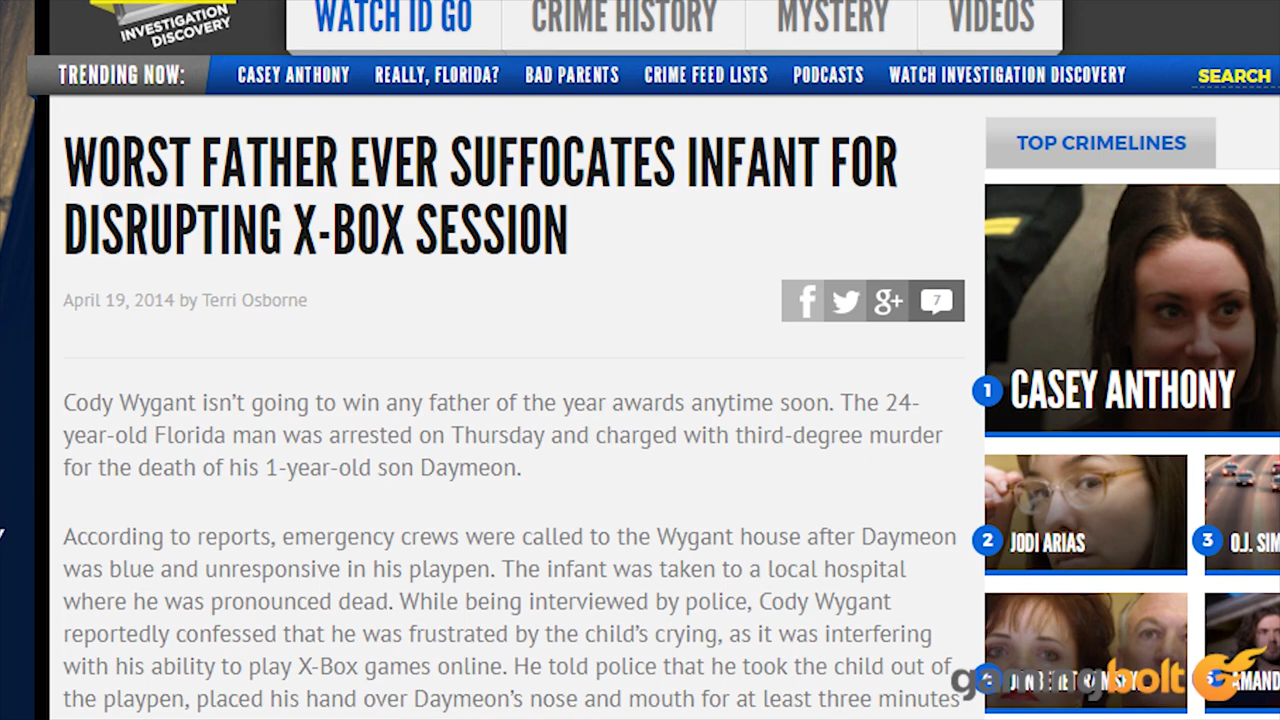 INVESTIGATION
DISCOVERY
WATCH ID GO
CRIME HISTORY
MYSTERY
VIDEOS
TRENDING NOW:
CASEY ANTHONY
REALLY, FLORIDA?
BAD PARENTS
CRIME FEED LISTS
PODCASTS
WATCH INVESTIGATION DISCOVERY
SEARCH
WORST FATHER EVER SUFFOCATES INFANT FOR
DISRUPTING X-BOX SESSION
April 19, 2014 by Terri Osborne
f
g+
7
Cody Wygant isn’t going to win any father of the year awards anytime soon. The 24-
year-old Florida man was arrested on Thursday and charged with third-degree murder
for the death of his 1-year-old son Daymeon.
According to reports, emergency crews were called to the Wygant house after Daymeon
was blue and unresponsive in his playpen. The infant was taken to a local hospital
where he was pronounced dead. While being interviewed by police, Cody Wygant
reportedly confessed that he was frustrated by the child’s crying, as it was interfering
with his ability to play X-Box games online. He told police that he took the child out of
the playpen, placed his hand over Daymeon’s nose and mouth for at least three minutes
TOP CRIMELINES
1 CASEY ANTHONY
2 JODI ARIAS
3 O.J. SIM
AMAND
gamingbolt